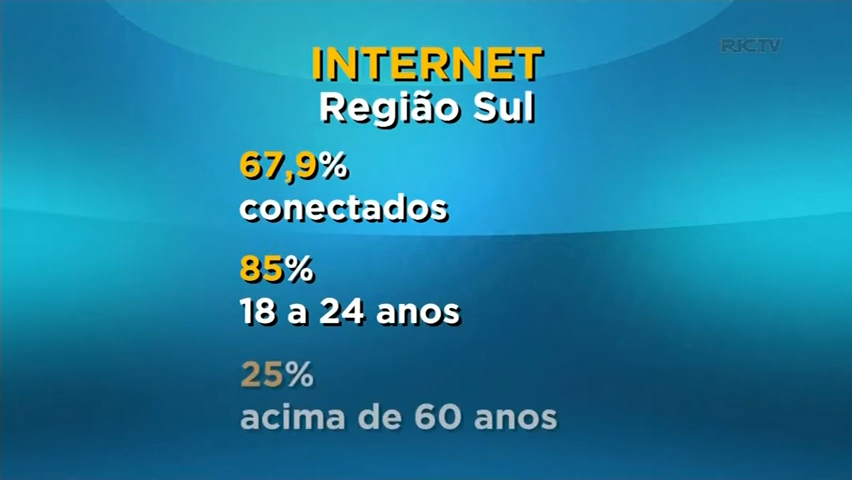 RICTV
INTERNET
Região Sul
67,9%
conectados
85%
18 a 24 anos
25%
acima de 60 anos